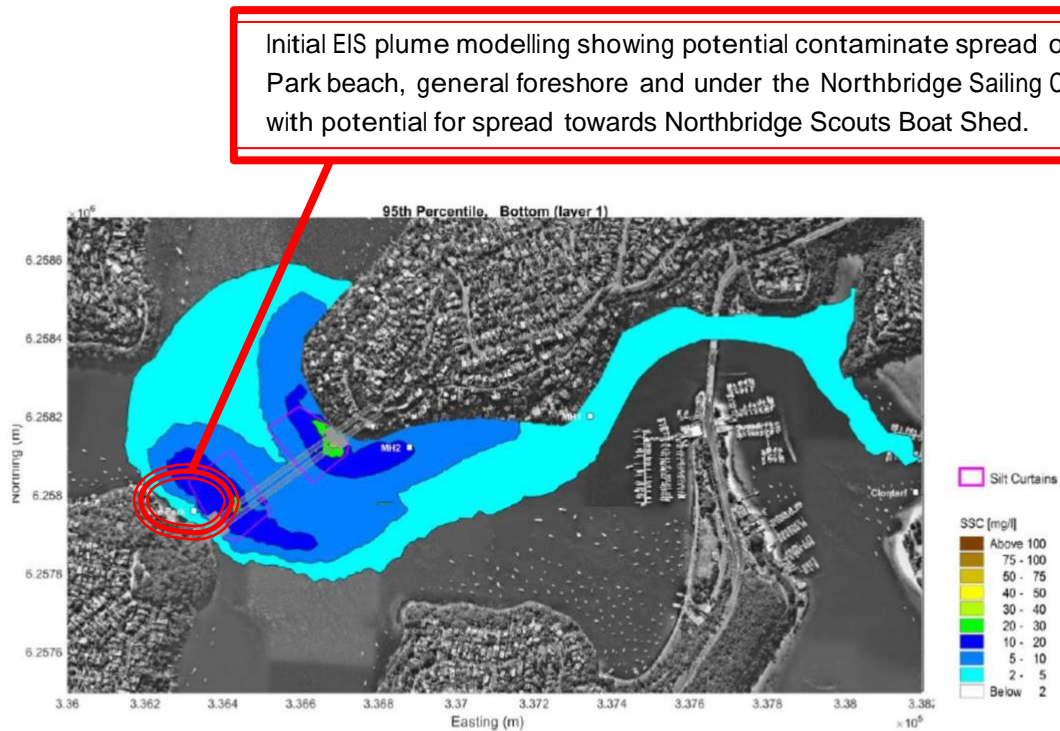 Initial EIS plume modelling showing potential contaminate spread
Park beach, general foreshore and under the Northbridge Sailing
with potential for spread towards Northbridge Scouts Boat Shed.
95th Percentile, Bottom (layer 1)
× 10⁶
6.2586
6.2584
6.2582
6.258
6.2578
6.2576
Northing (m)
MH1
MH2
Clontarf
Silt Curtains
SSC [mg/l]
Above 100
75 - 100
50 - 75
40 - 50
30 - 40
20 - 30
10 - 20
5 - 10
2 - 5
Below 2
3.36 3.362 3.364 3.366 3.368 3.37 3.372 3.374 3.376 3.378 3.38 3.382
Easting (m)
× 10⁵